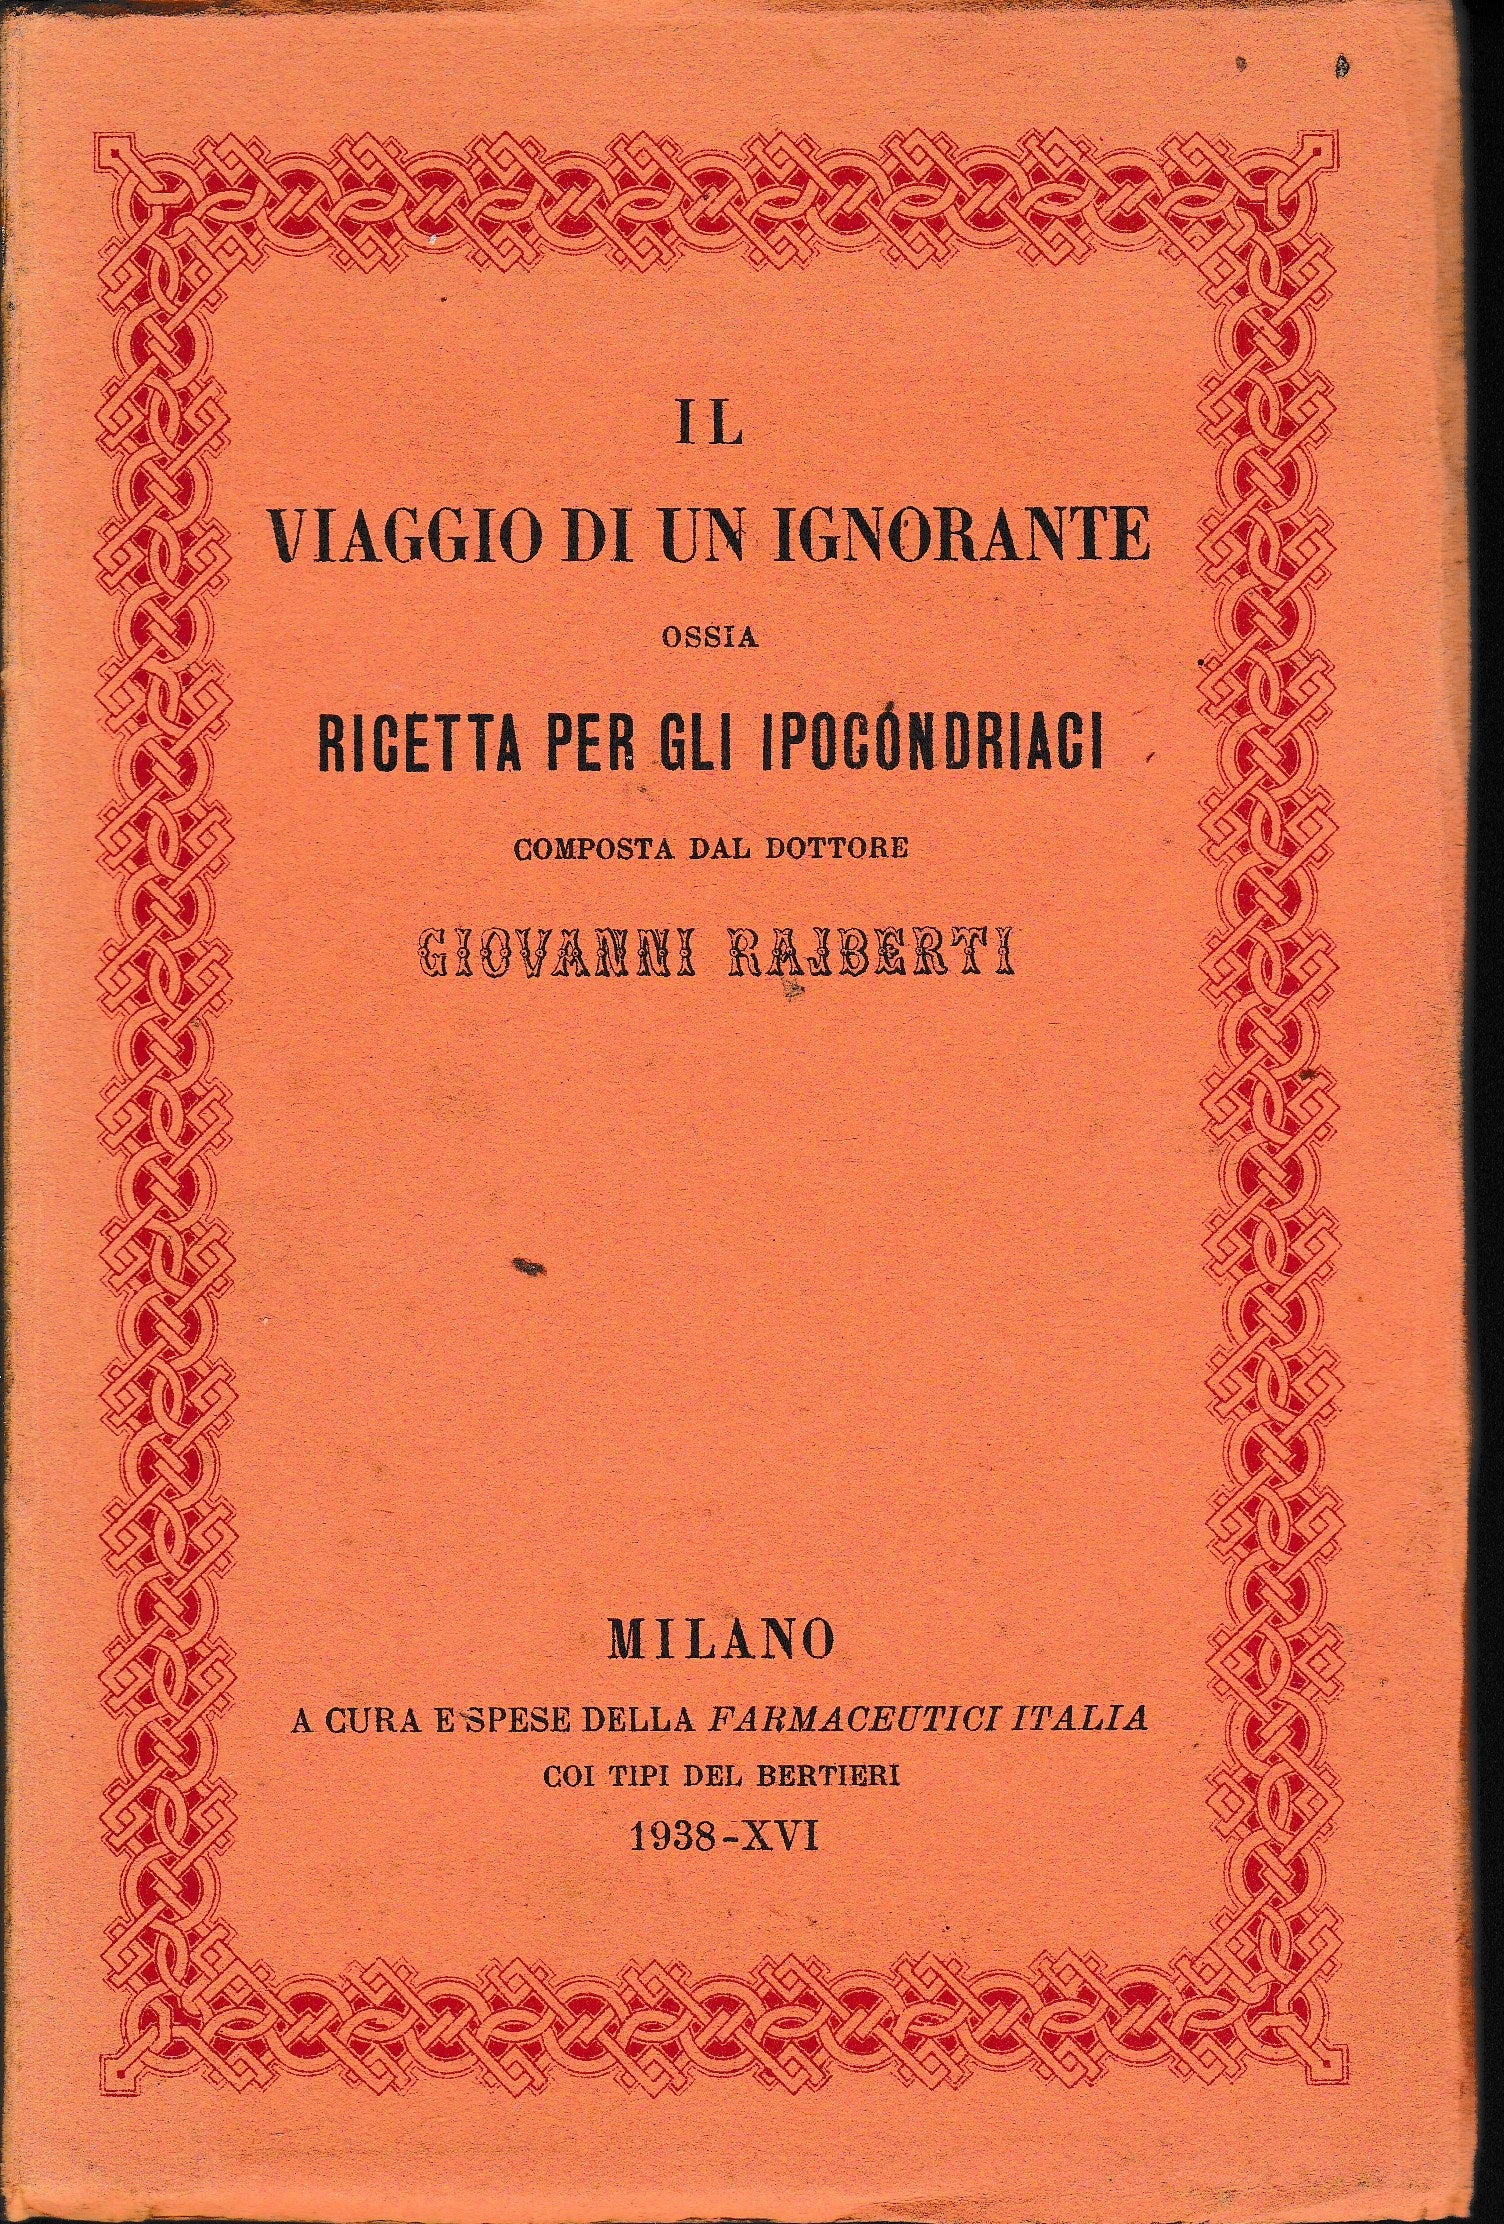 IL
VIAGGIO DI UN IGNORANTE
OSSIA
RICETTA PER GLI IPOCONDRIACI
COMPOSTA DAL DOTTORE
GIOVANNI RAJBERTI
MILANO
A CURA E SPESE DELLA FARMACEUTICI ITALIA
COI TIPI DEL BERTIERI
1938-XVI